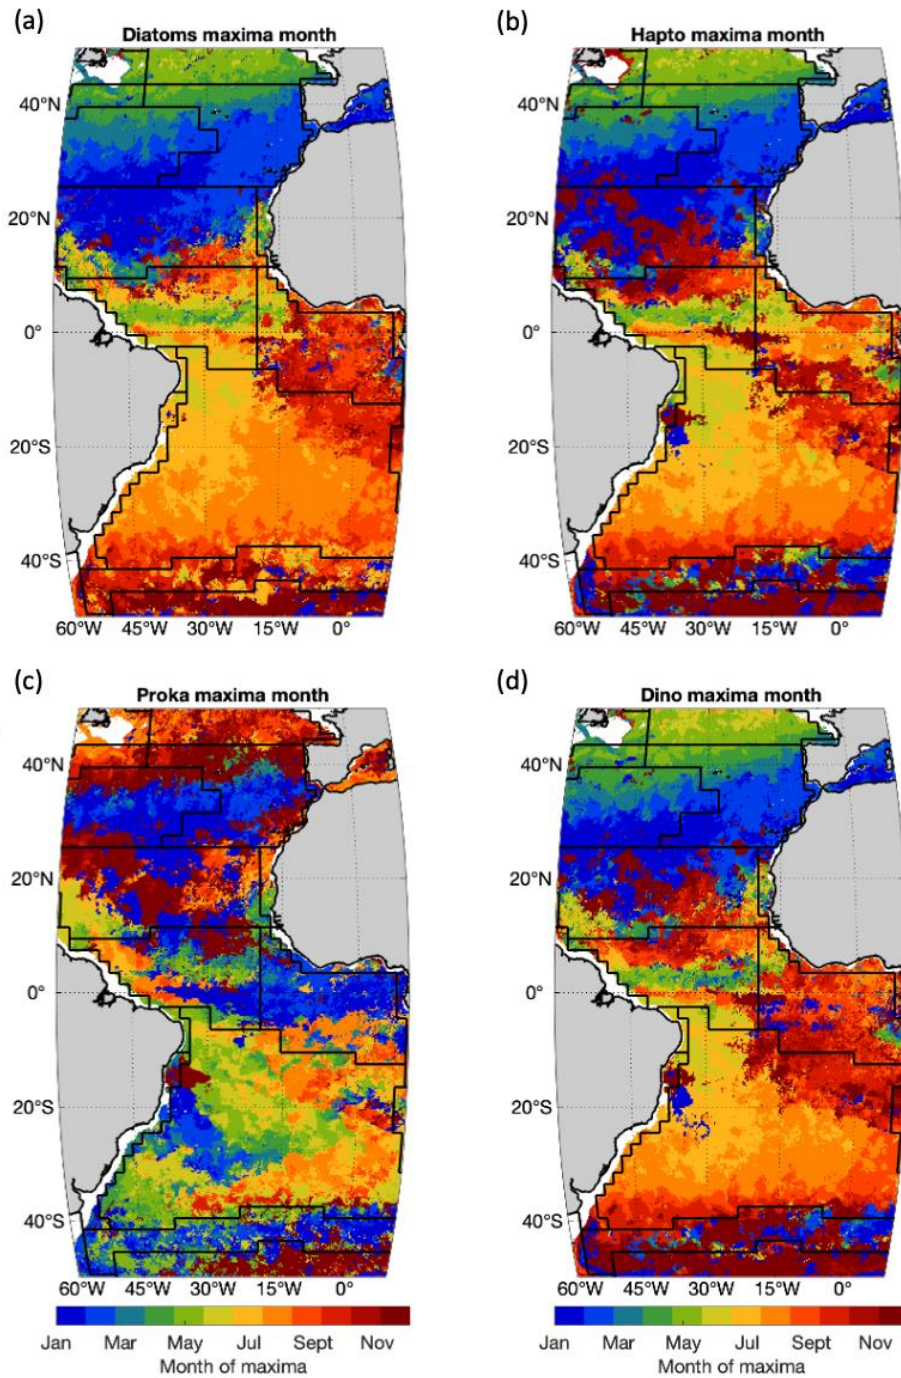 (a)
Diatoms maxima month
40°N
20°N
0°
20°S
40°S
60°W 45°W 30°W 15°W 0°
(b)
Hapto maxima month
40°N
20°N
0°
20°S
40°S
60°W 45°W 30°W 15°W 0°
(c)
Proka maxima month
40°N
20°N
0°
20°S
40°S
60°W 45°W 30°W 15°W 0°
Jan Mar May Jul Sept Nov
Month of maxima
(d)
Dino maxima month
40°N
20°N
0°
20°S
40°S
60°W 45°W 30°W 15°W 0°
Jan Mar May Jul Sept Nov
Month of maxima